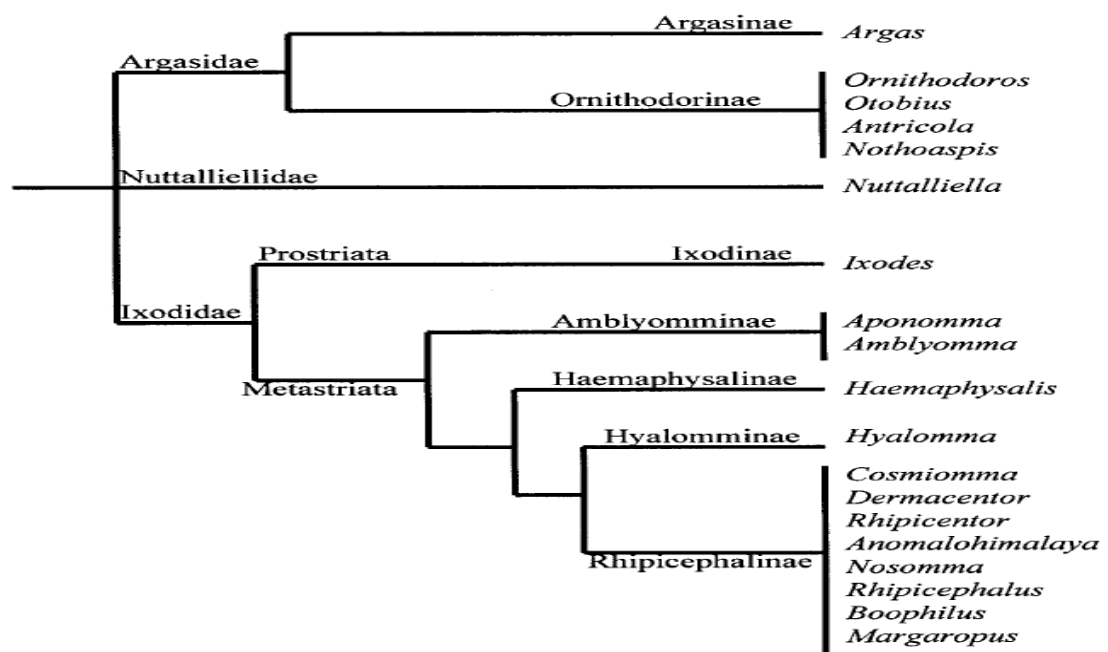 Argasinae Argas
Argasidae
Ornithodoros
Ornithodorinae Otobius
Antricola
Nothoaspis
Nuttalliellidae Nuttalliella
Prostriata Ixodinae Ixodes
Ixodidae
Amblyomminae Aponomma
Amblyomma
Metastriata
Haemaphysalinae Haemaphysalis
Hyalomminae Hyalomma
Cosmiomma
Dermacentor
Rhipicentor
Anomalohimalaya
Rhipicephalinae Nosomma
Rhipicephalus
Boophilus
Margaropus